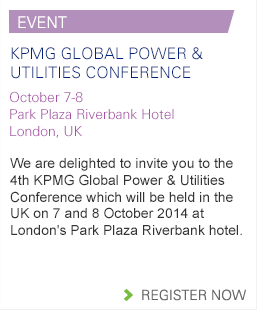 EVENT
KPMG GLOBAL POWER &
UTILITIES CONFERENCE
October 7-8
Park Plaza Riverbank Hotel
London, UK
We are delighted to invite you to the
4th KPMG Global Power & Utilities
Conference which will be held in the
UK on 7 and 8 October 2014 at
London's Park Plaza Riverbank hotel.
REGISTER NOW